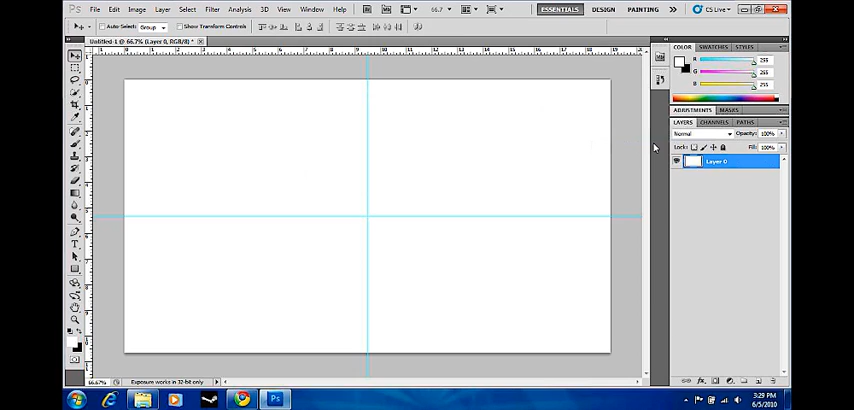 Ps File Edit Image Layer Select Filter Analysis 3D View Window Help 66.7 ESSENTIALS DESIGN PAINTING CS Live
Auto-Select: Group Show Transform Controls
Untitled-1 @ 66.7% (Layer 0, RGB/8) *
COLOR SWATCHES STYLES
R 255
G 255
B 255
ADJUSTMENTS MASKS
LAYERS CHANNELS PATHS
Normal Opacity: 100%
Lock: Fill: 100%
Layer 0
66.67% Exposure works in 32-bit only
Ps 3:29 PM
6/5/2010